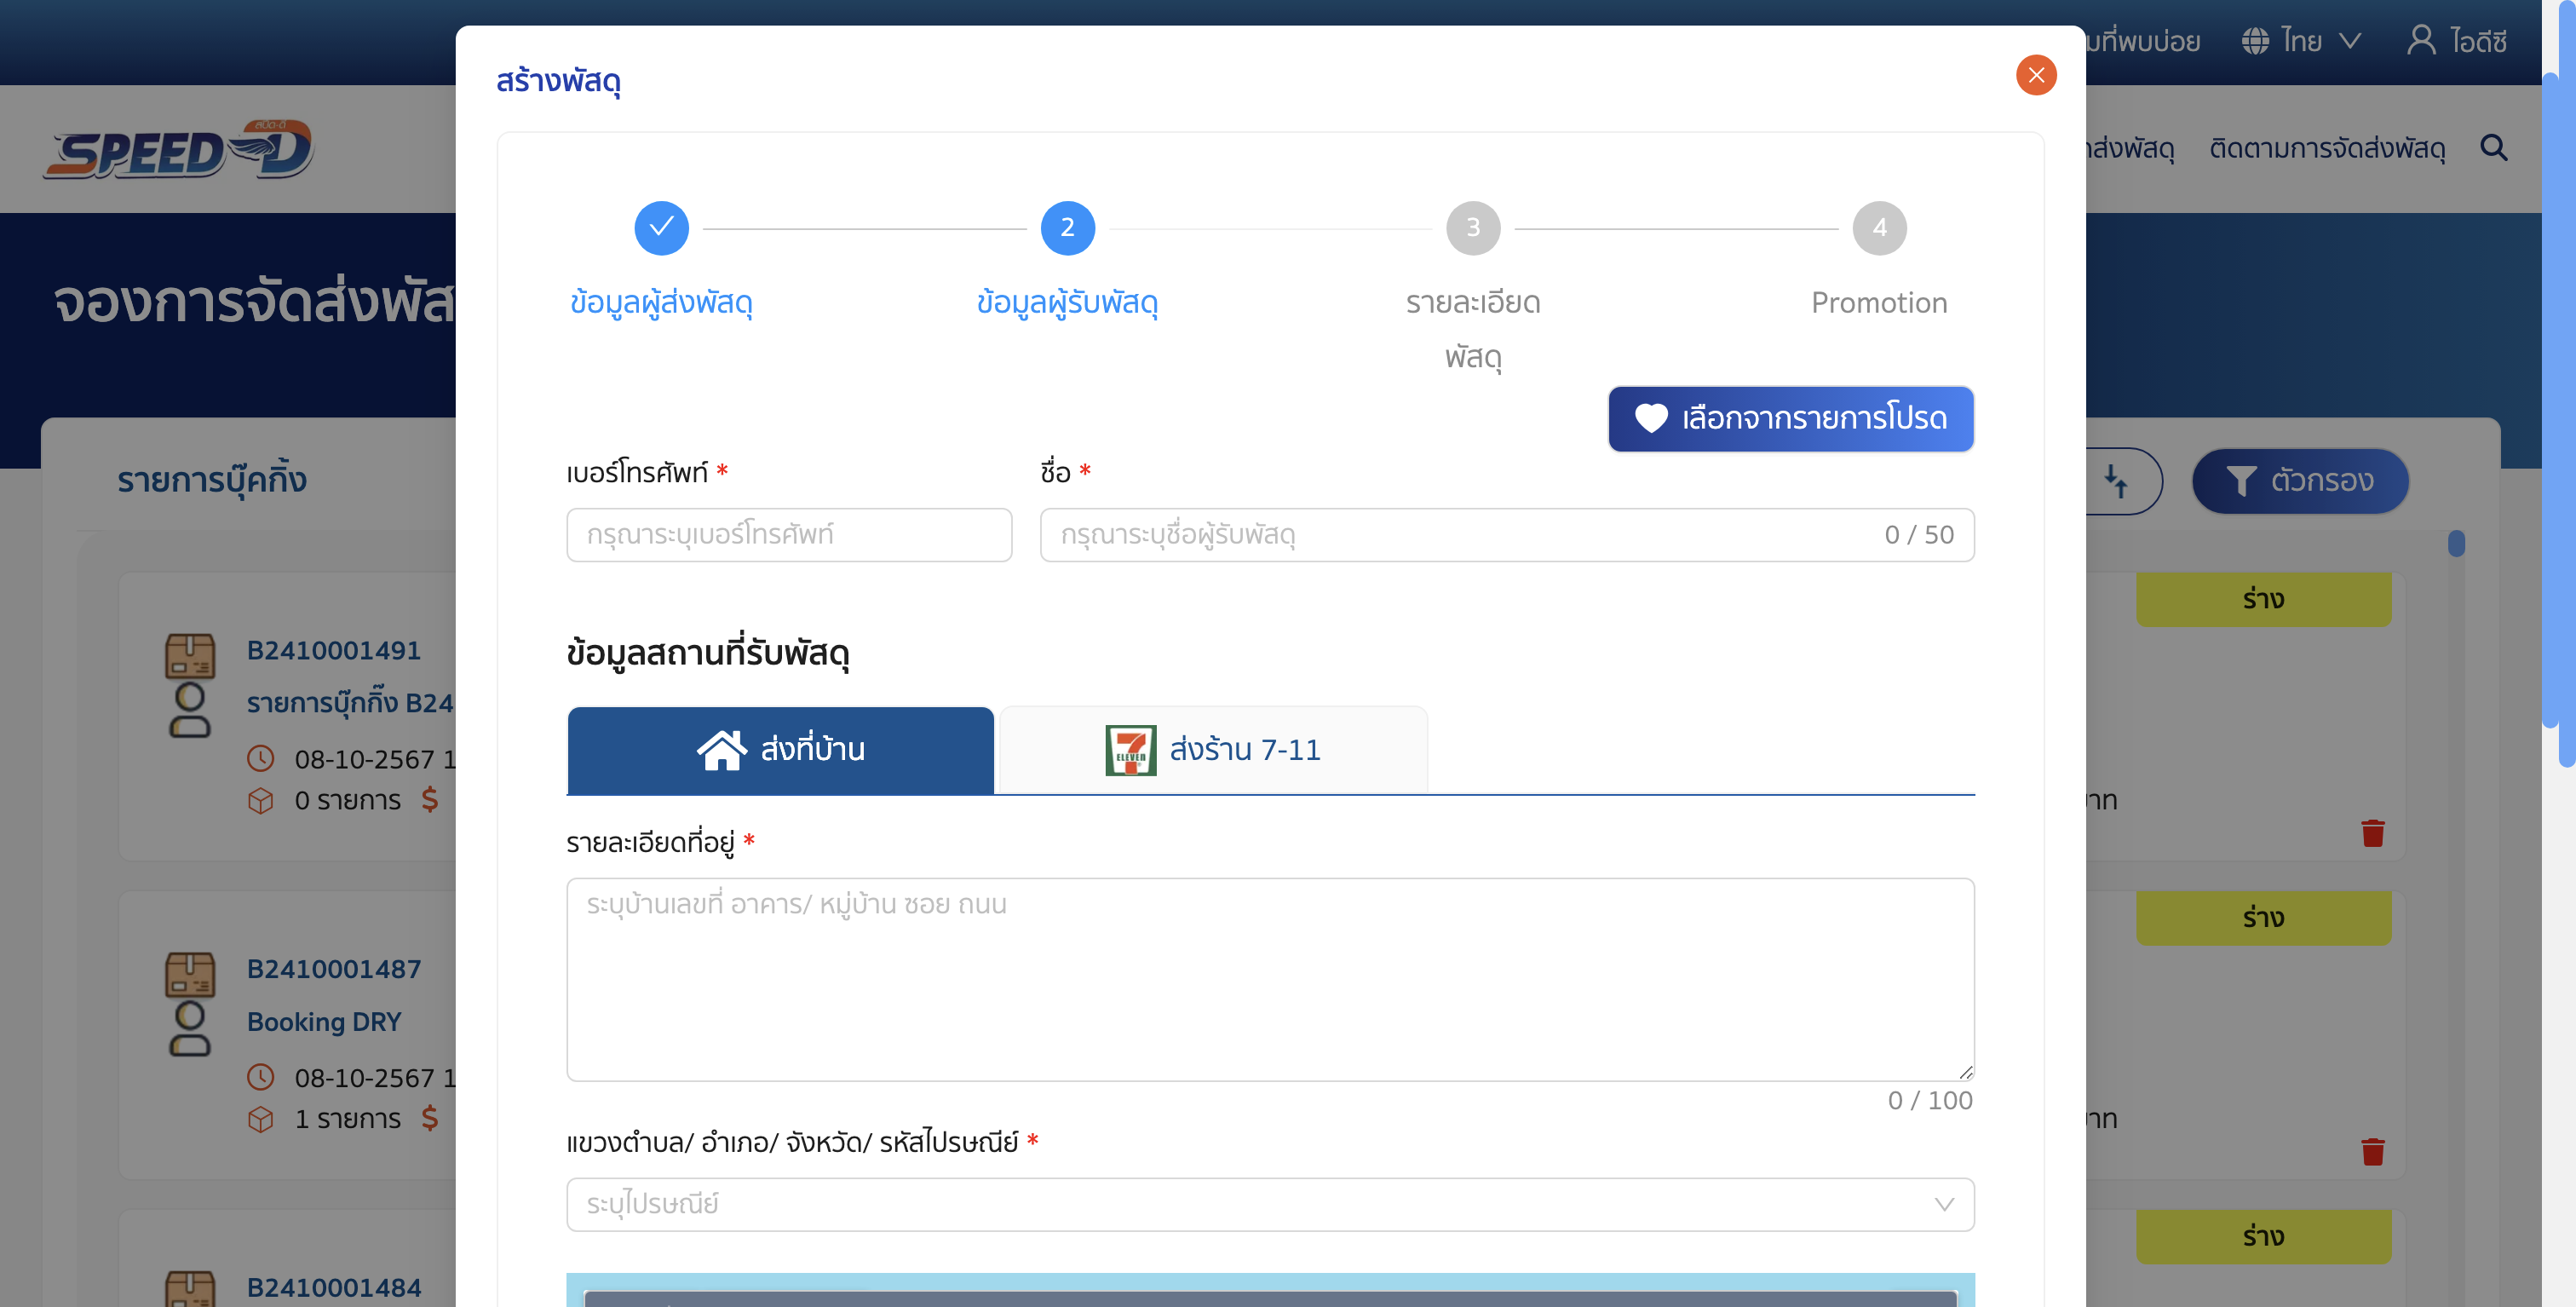 มที่พบบ่อย ไทย ไอดีซี
สร้างพัสดุ
สปีด-ดี
SPEED-D
ส่งพัสดุ ติดตามการจัดส่งพัสดุ
2 3 4
จองการจัดส่งพัส
ข้อมูลผู้ส่งพัสดุ ข้อมูลผู้รับพัสดุ รายละเอียด Promotion
พัสดุ
เลือกจากรายการโปรด
รายการบุ๊คกิ้ง
ตัวกรอง
เบอร์โทรศัพท์ * ชื่อ *
กรุณาระบุเบอร์โทรศัพท์ กรุณาระบุชื่อผู้รับพัสดุ 0 / 50
ร่าง
B2410001491
ข้อมูลสถานที่รับพัสดุ
รายการบุ๊กกิ้ง B24
7 ELEVEN
ส่งที่บ้าน ส่งร้าน 7-11
08-10-2567 1
0 รายการ
าท
รายละเอียดที่อยู่ *
ระบุบ้านเลขที่ อาคาร/ หมู่บ้าน ซอย ถนน
ร่าง
B2410001487
Booking DRY
08-10-2567 1
0 / 100
1 รายการ
าท
แขวงตำบล/ อำเภอ/ จังหวัด/ รหัสไปรษณีย์ *
ระบุไปรษณีย์
ร่าง
B2410001484